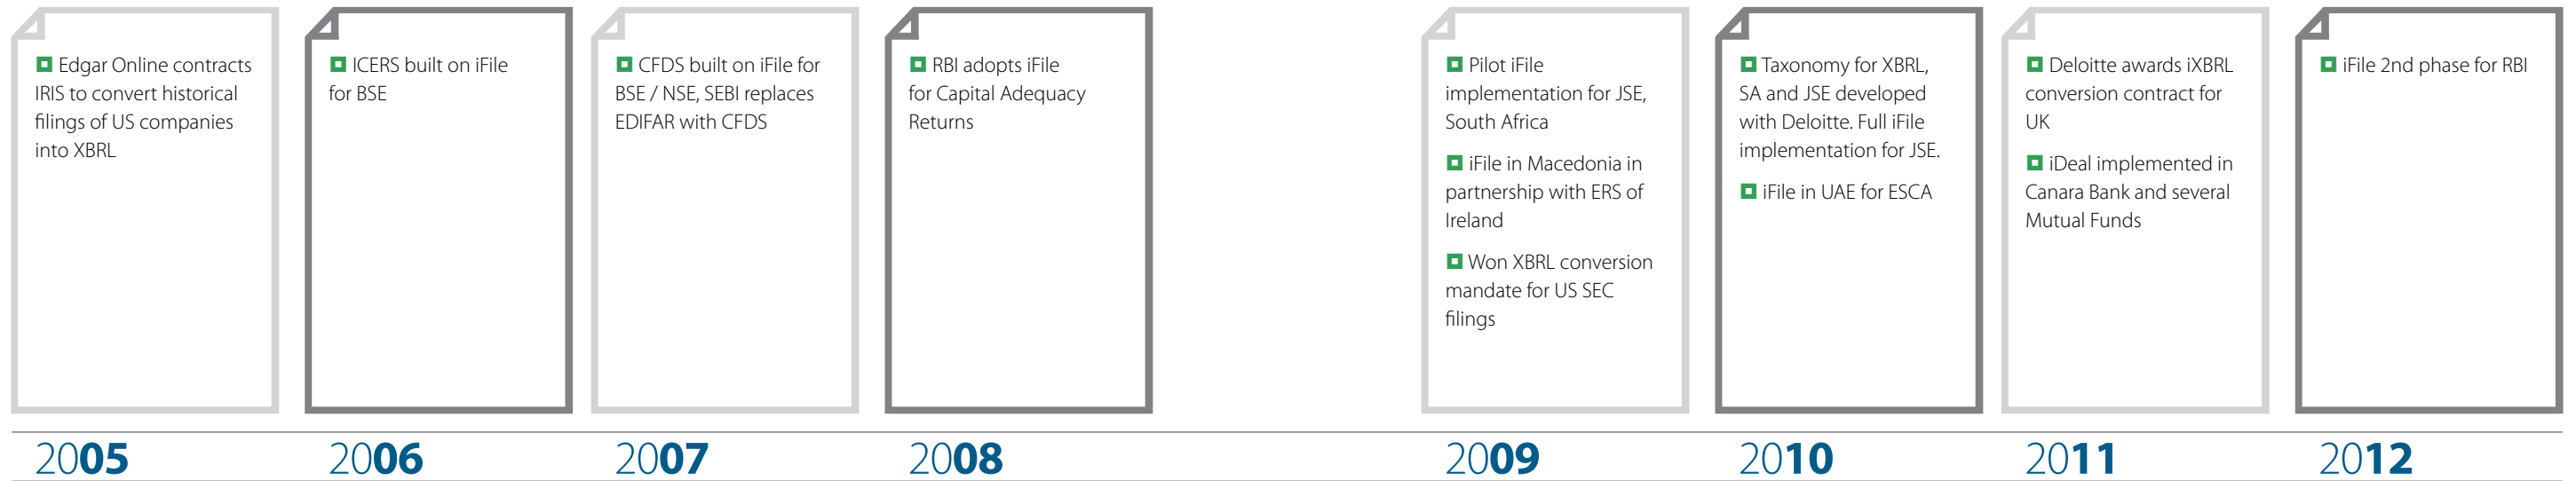 Edgar Online contracts
IRIS to convert historical
filings of US companies
into XBRL
2005
ICERS built on iFile
for BSE
2006
CFDS built on iFile for
BSE / NSE, SEBI replaces
EDIFAR with CFDS
2007
RBI adopts iFile
for Capital Adequacy
Returns
2008
Pilot iFile
implementation for JSE,
South Africa
iFile in Macedonia in
partnership with ERS of
Ireland
Won XBRL conversion
mandate for US SEC
filings
2009
Taxonomy for XBRL,
SA and JSE developed
with Deloitte. Full iFile
implementation for JSE.
iFile in UAE for ESCA
2010
Deloitte awards iXBRL
conversion contract for
UK
iDeal implemented in
Canara Bank and several
Mutual Funds
2011
iFile 2nd phase for RBI
2012